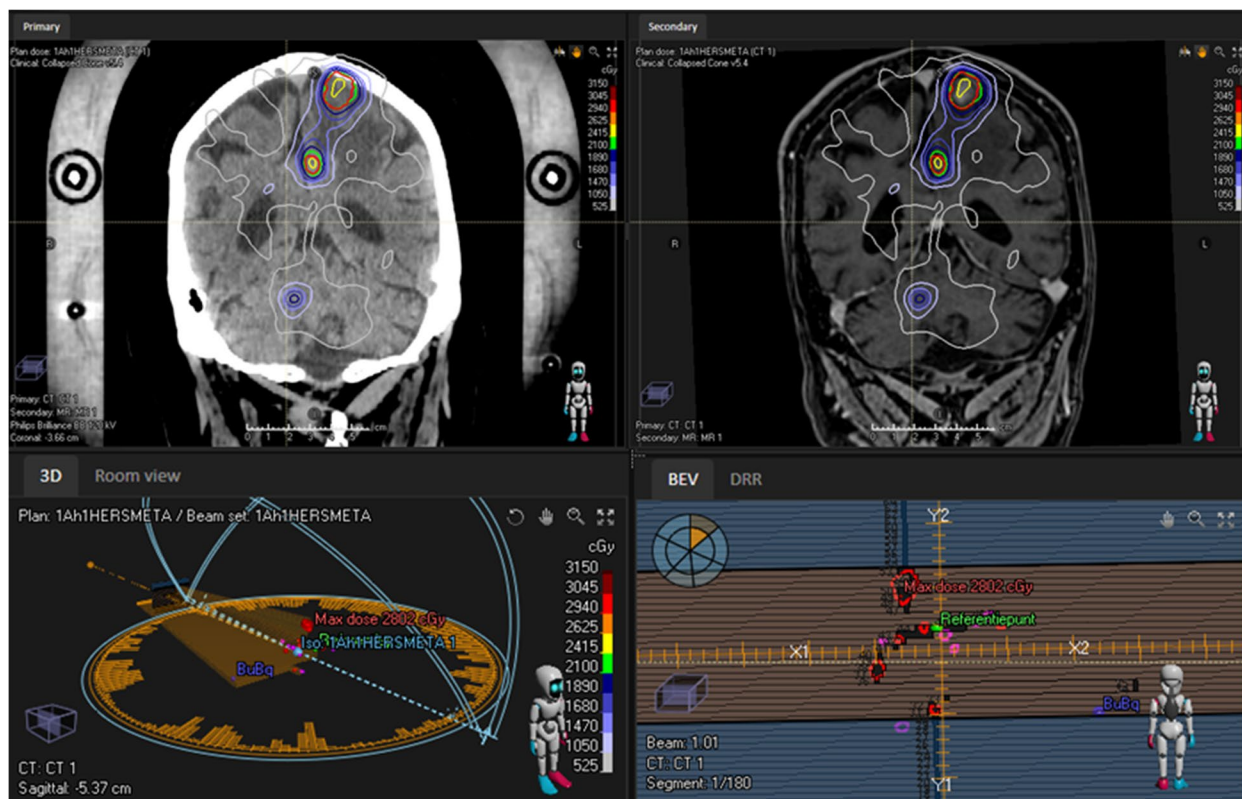 Primary
Plan dose: 1Ah1HERSMETA (CT 1)
Clinical: Collapsed Cone v5.4
cGy
3150
3045
2940
2625
2415
2100
1890
1680
1470
1050
525
R
L
0 1 2 3 4 5 cm
Primary: CT: CT 1
Secondary: MR: MR 1
Philips Brilliance BB 120 kV
Coronal: -3.66 cm
Secondary
Plan dose: 1Ah1HERSMETA (CT 1)
Clinical: Collapsed Cone v5.4
cGy
3150
3045
2940
2625
2415
2100
1890
1680
1470
1050
525
R
L
0 1 2 3 4 5 cm
Primary: CT: CT 1
Secondary: MR: MR 1
3D Room view
Plan: 1Ah1HERSMETA / Beam set: 1Ah1HERSMETA
cGy
3150
3045
2940
2625
2415
2100
1890
1680
1470
1050
525
Max dose 2802 cGy
Iso: 1Ah1HERSMETA 1
BuBq
CT: CT 1
Sagittal: -5.37 cm
BEV DRR
Y2
Max dose 2802 cGy
Referentiepunt
X1
X2
BuBq
Beam: 1.01
CT: CT 1
Segment: 1/180
Y1